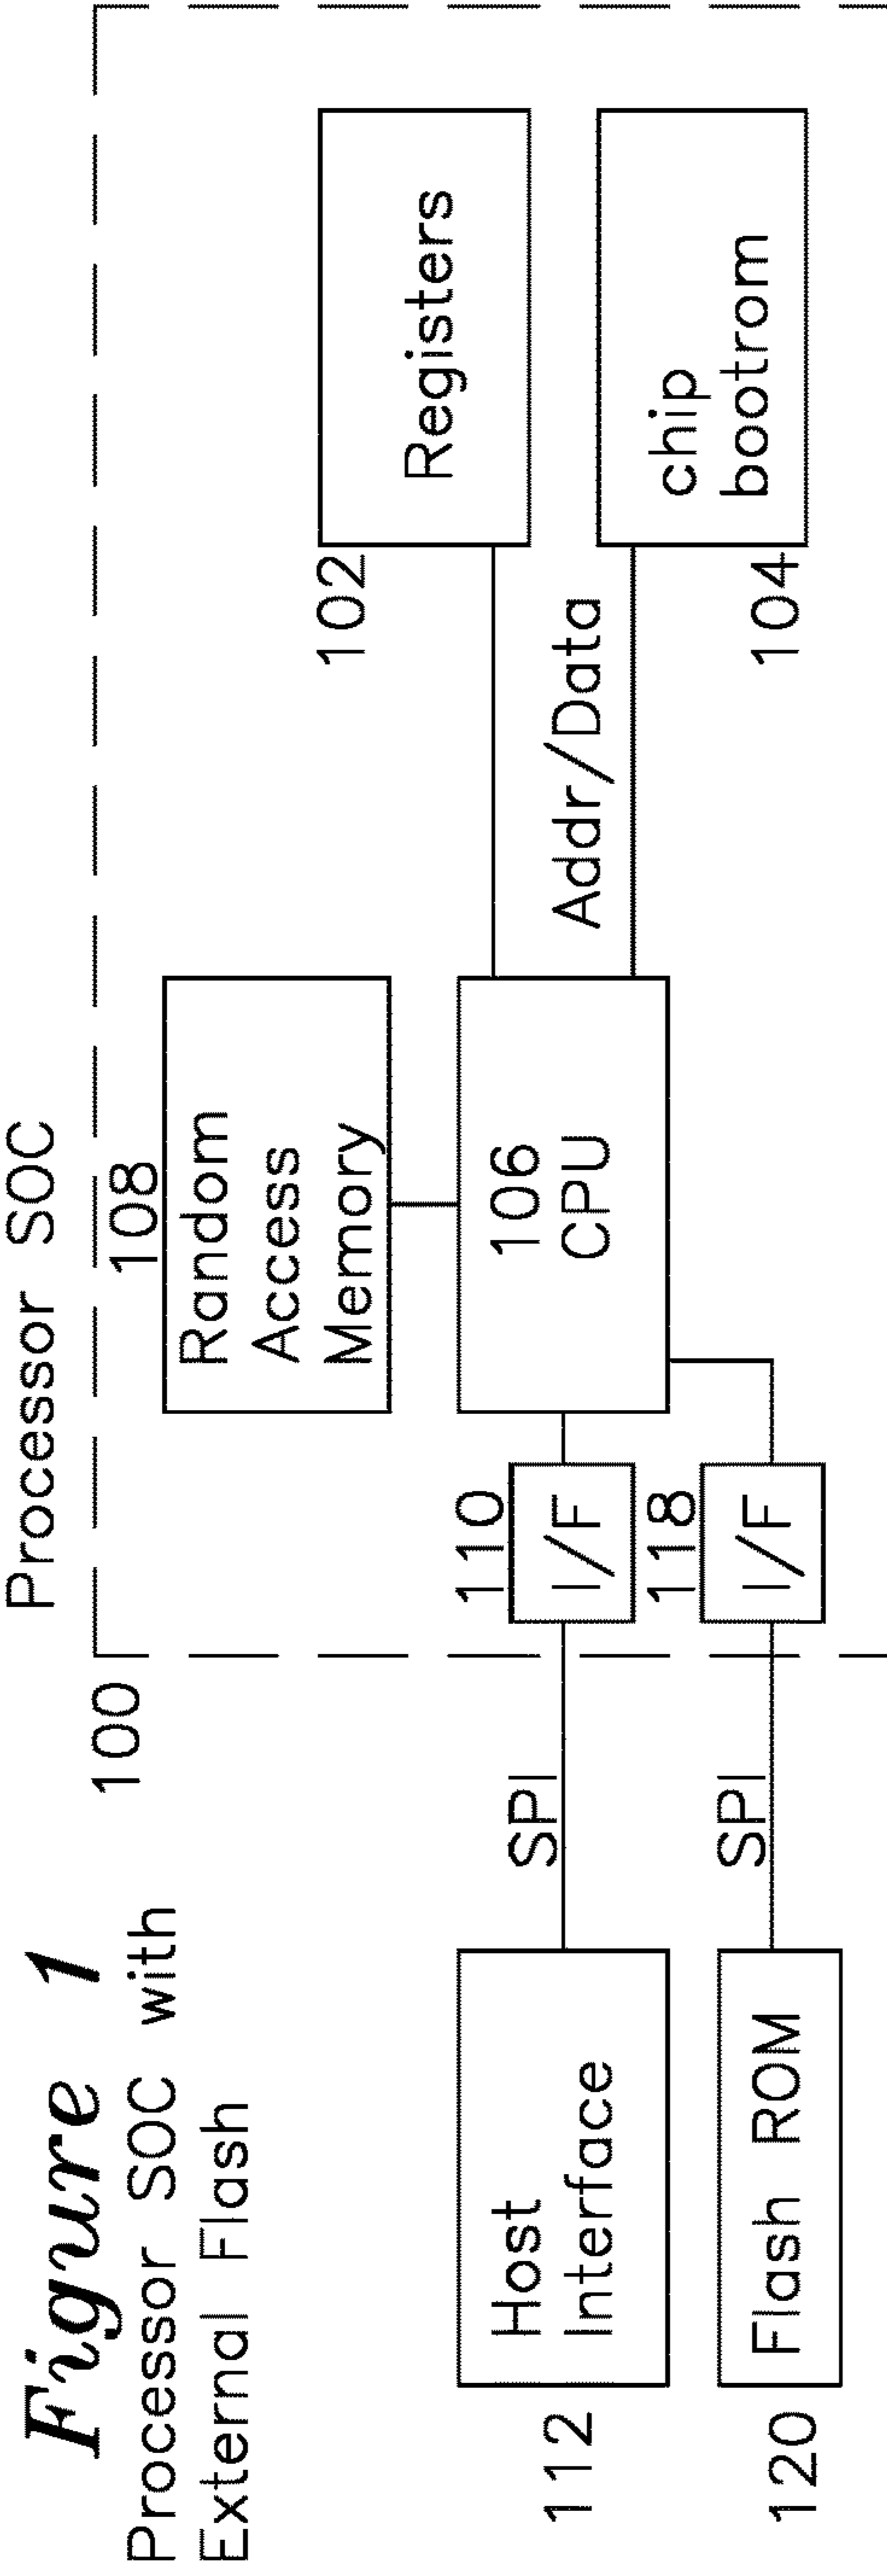 Figure 1
Processor SOC with
External Flash
Processor SOC
100
108
Random
Access
Memory
102
Registers
110
I/F
106
CPU
Addr/Data
SPI
Host
Interface
112
118
I/F
SPI
Flash ROM
120
chip
bootrom
104